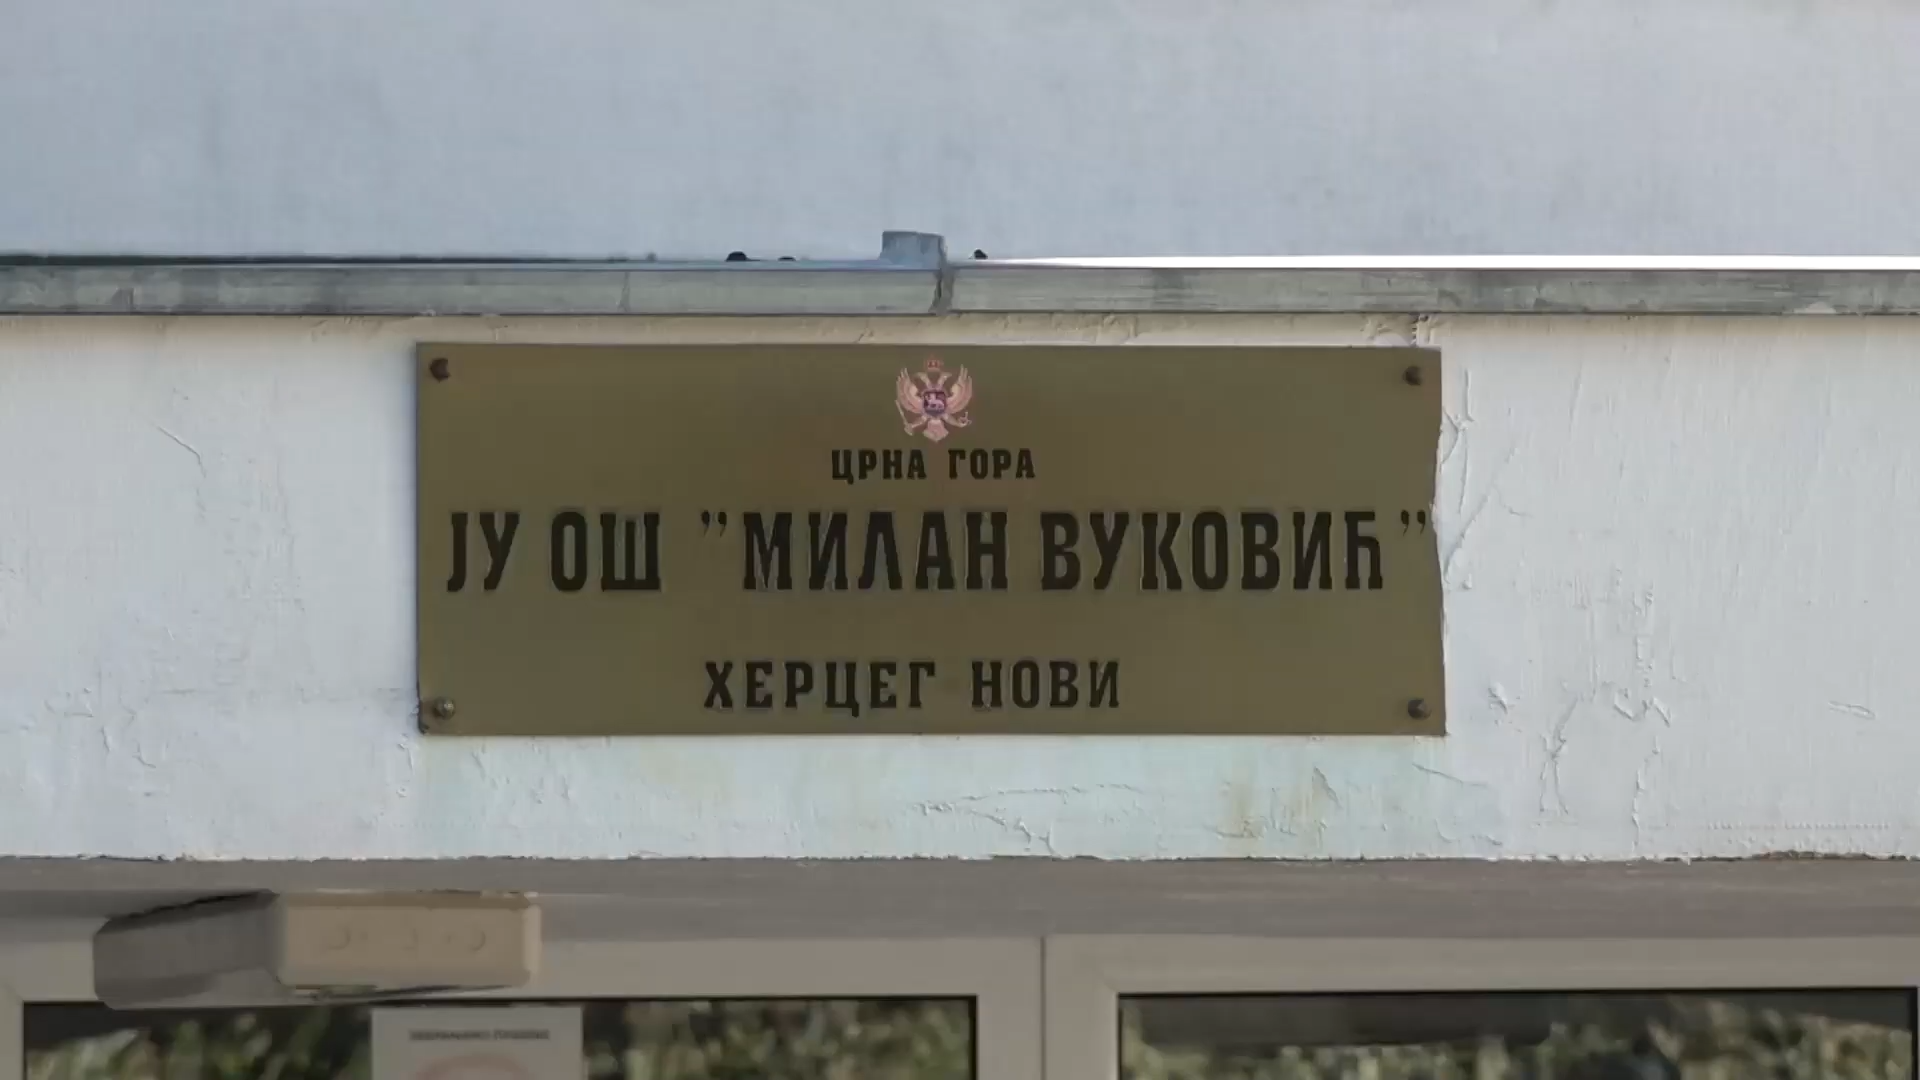 ЦРНА ГОРА
ЈУ ОШ "МИЛАН ВУКОВИЋ"
ХЕРЦЕГ НОВИ